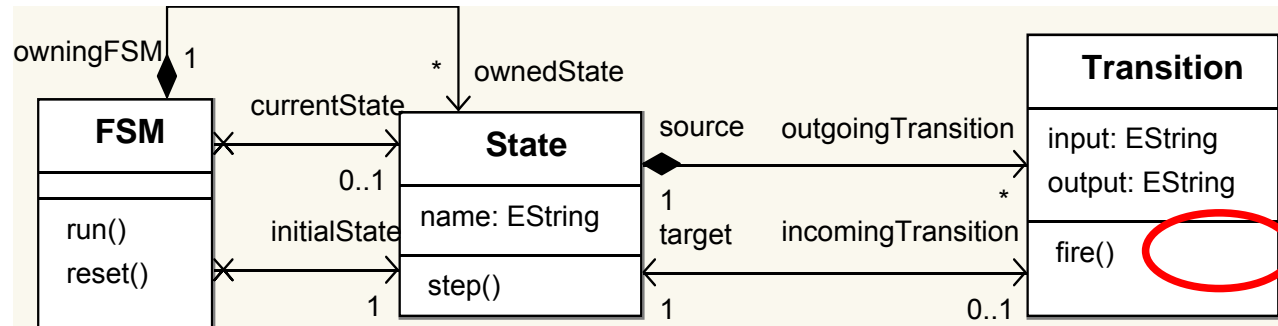 owningFSM
1
*
ownedState
FSM
run()
reset()
currentState
0..1
initialState
1
State
name: EString
step()
source
outgoingTransition
1
*
target
incomingTransition
1
0..1
Transition
input: EString
output: EString
fire()